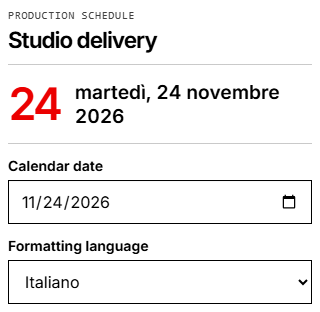 PRODUCTION SCHEDULE
Studio delivery
24
martedì, 24 novembre
2026
Calendar date
11/24/2026
Formatting language
Italiano